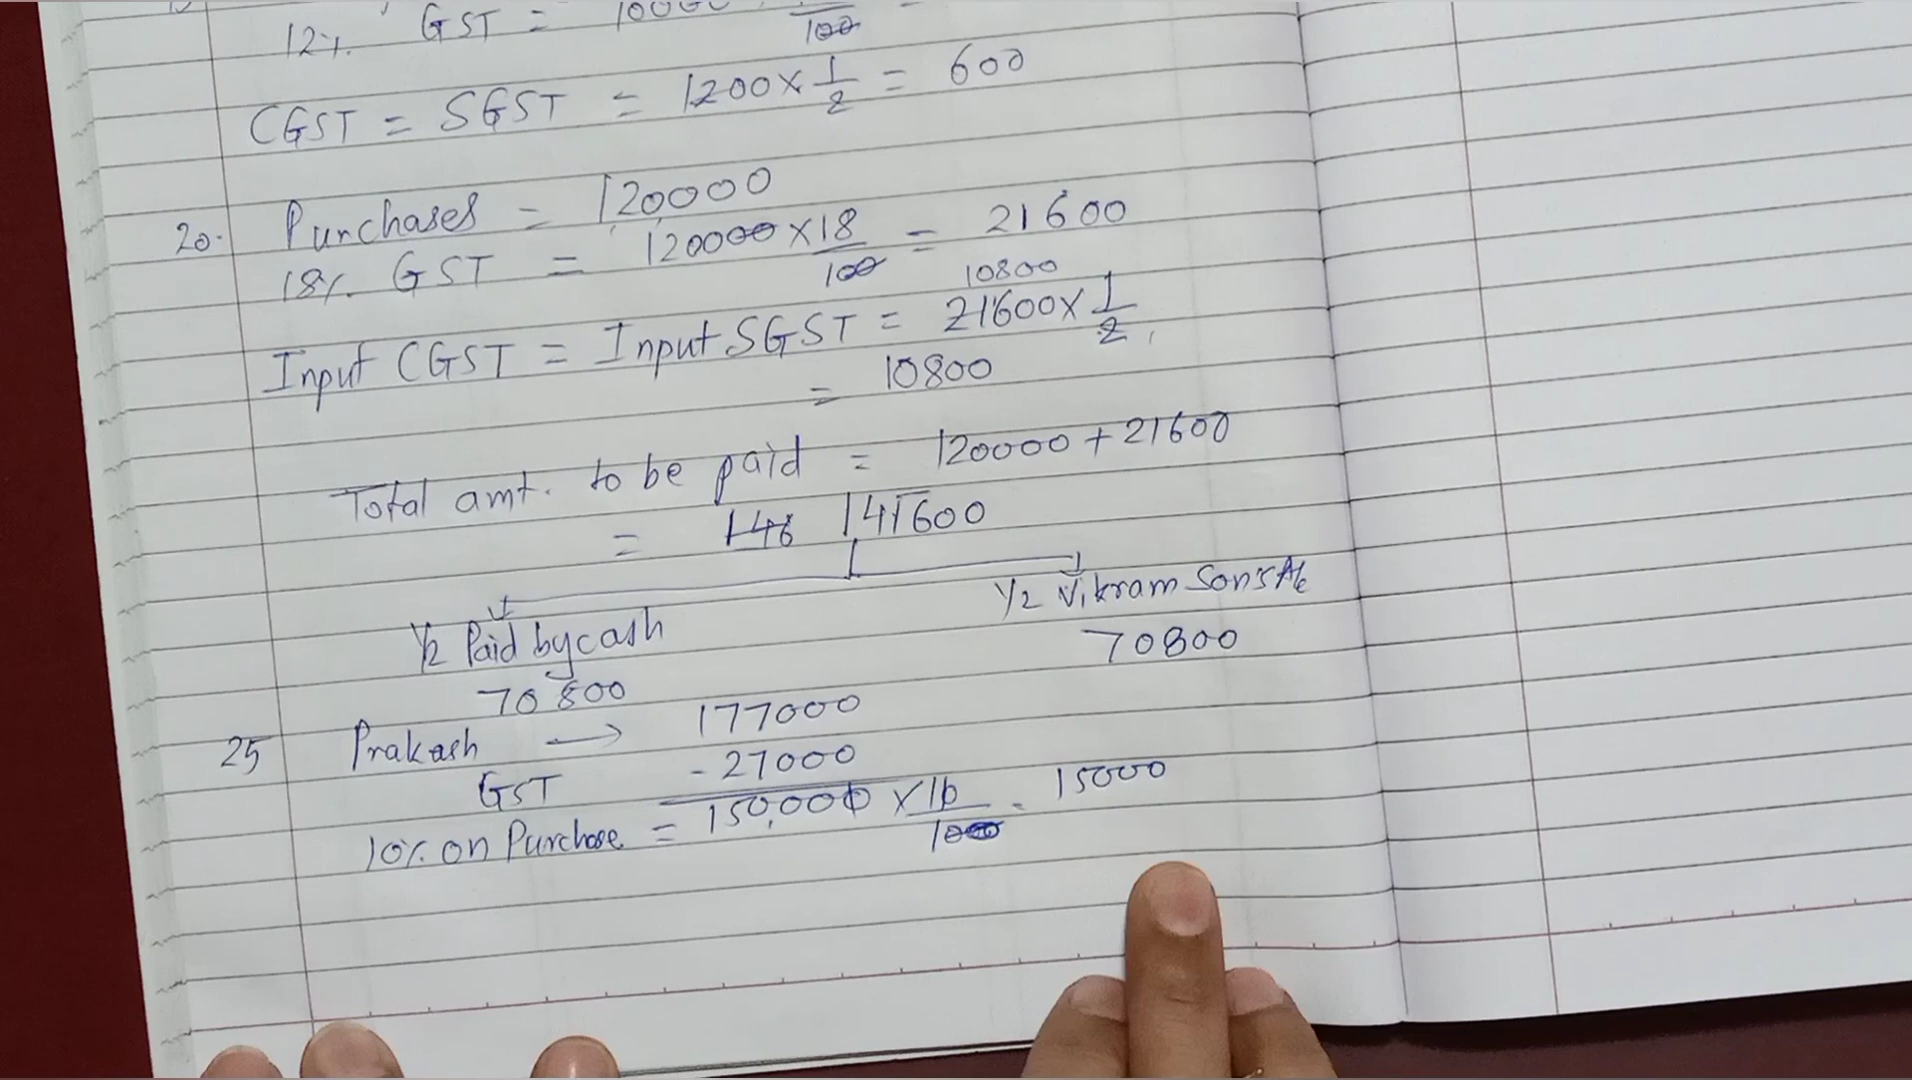 12%. GST = 10000
100
CGST = SGST = 1200 x 1/2 = 600
20. Purchases = 120000
18%. GST = 120000 x 18/100 = 21600
10800
Input CGST = Input SGST = 21600 x 1/2
= 10800
Total amt. to be paid = 120000 + 21600
= 146 141600
1/2 Paid by cash 1/2 Vikram Son's A/c
70800 70800
25 Prakash → 177000
GST - 27000
10%. on Purchase = 150,000 x 10/100 = 15000